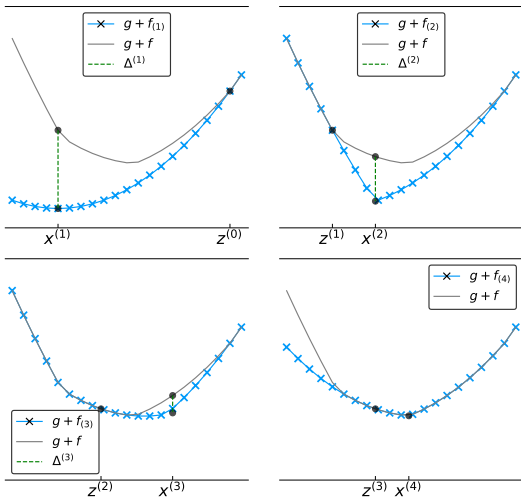 g + f₍₁₎
g + f
Δ⁽¹⁾
x⁽¹⁾
z⁽⁰⁾
g + f₍₂₎
g + f
Δ⁽²⁾
z⁽¹⁾
x⁽²⁾
g + f₍₃₎
g + f
Δ⁽³⁾
z⁽²⁾
x⁽³⁾
g + f₍₄₎
g + f
z⁽³⁾
x⁽⁴⁾